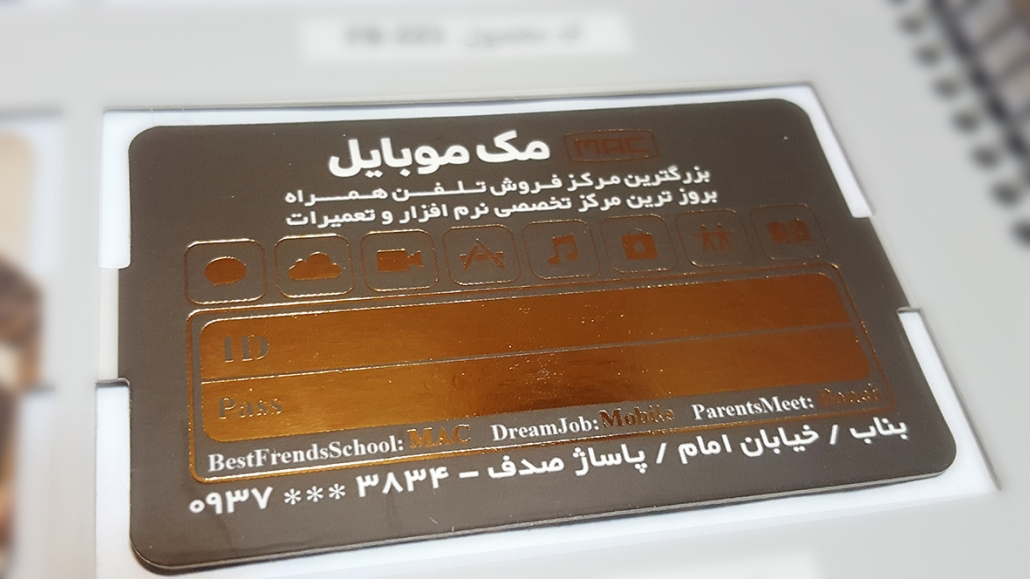 مک موبایل MAC
بزرگترین مرکز فروش تلفن همراه
بروز ترین مرکز تخصصی نرم افزار و تعمیرات
ID
Pass
BestFrendsSchool: MAC DreamJob: Mobile ParentsMeet:
بناب / خیابان امام / پاساژ صدف - ۳۸۳۴ *** ۰۹۳۷